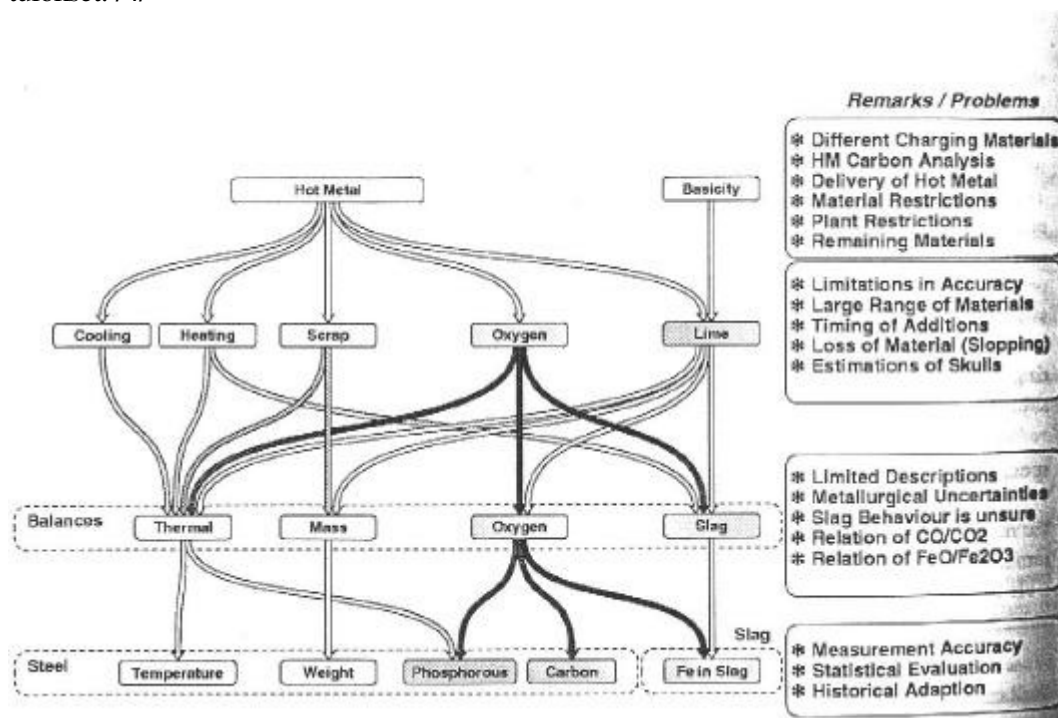 Remarks / Problems
Hot Metal
Basicity
* Different Charging Materials
* HM Carbon Analysis
* Delivery of Hot Metal
* Material Restrictions
* Plant Restrictions
* Remaining Materials
Cooling
Heating
Scrap
Oxygen
Lime
* Limitations in Accuracy
* Large Range of Materials
* Timing of Additions
* Loss of Material (Slopping)
* Estimations of Skulls
Balances
Thermal
Mass
Oxygen
Slag
* Limited Descriptions
* Metallurgical Uncertainties
* Slag Behaviour is unsure
* Relation of CO/CO2
* Relation of FeO/Fe2O3
Steel
Temperature
Weight
Phosphorous
Carbon
Slag
Fe in Slag
* Measurement Accuracy
* Statistical Evaluation
* Historical Adaption